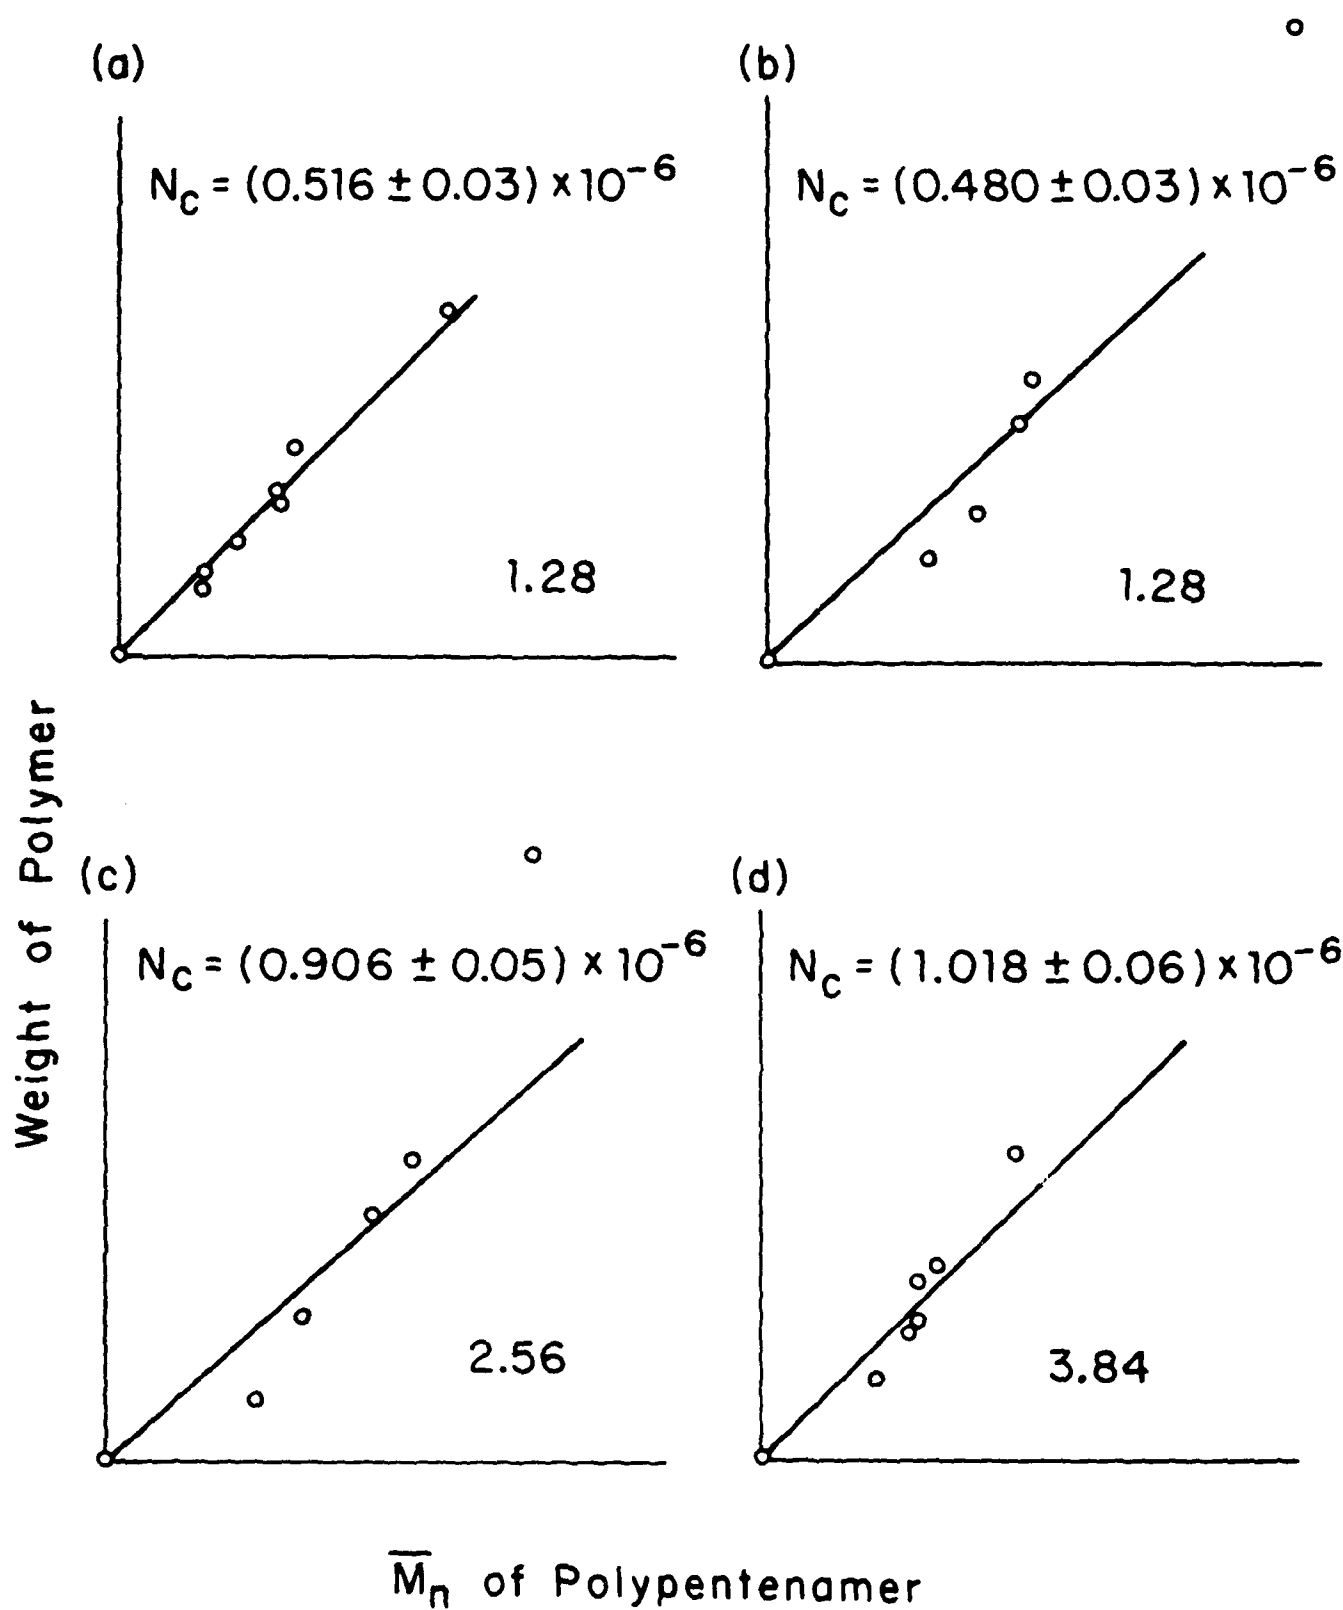 (a)
N_c = (0.516 ± 0.03) × 10⁻⁶
1.28
(b)
N_c = (0.480 ± 0.03) × 10⁻⁶
1.28
Weight of Polymer
(c)
N_c = (0.906 ± 0.05) × 10⁻⁶
2.56
(d)
N_c = (1.018 ± 0.06) × 10⁻⁶
3.84
M̅ₙ of Polypentenamer